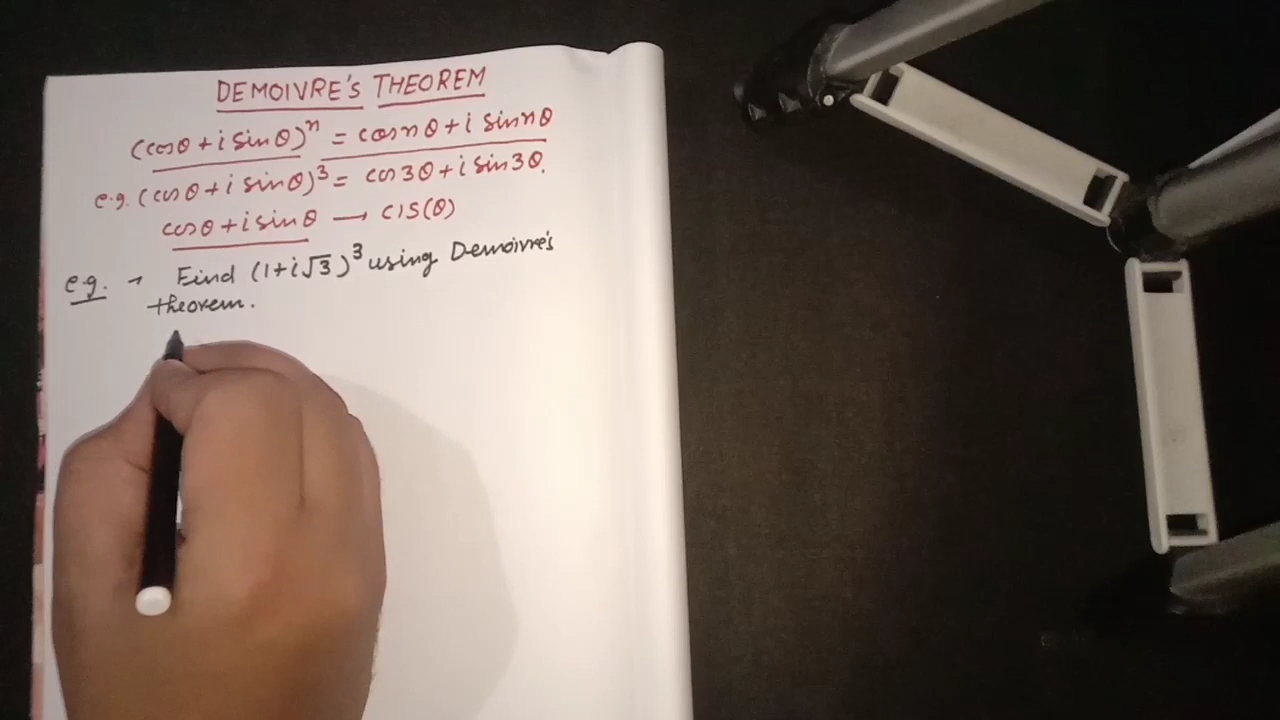 DEMOIVRE's THEOREM
(cosθ + i sinθ)ⁿ = cosnθ + i sinnθ
e.g. (cosθ + i sinθ)³ = cos3θ + i sin3θ.
cosθ + i sinθ → CIS(θ)
e.g. → Find (1+i√3)³ using Demoivre's
theorem.